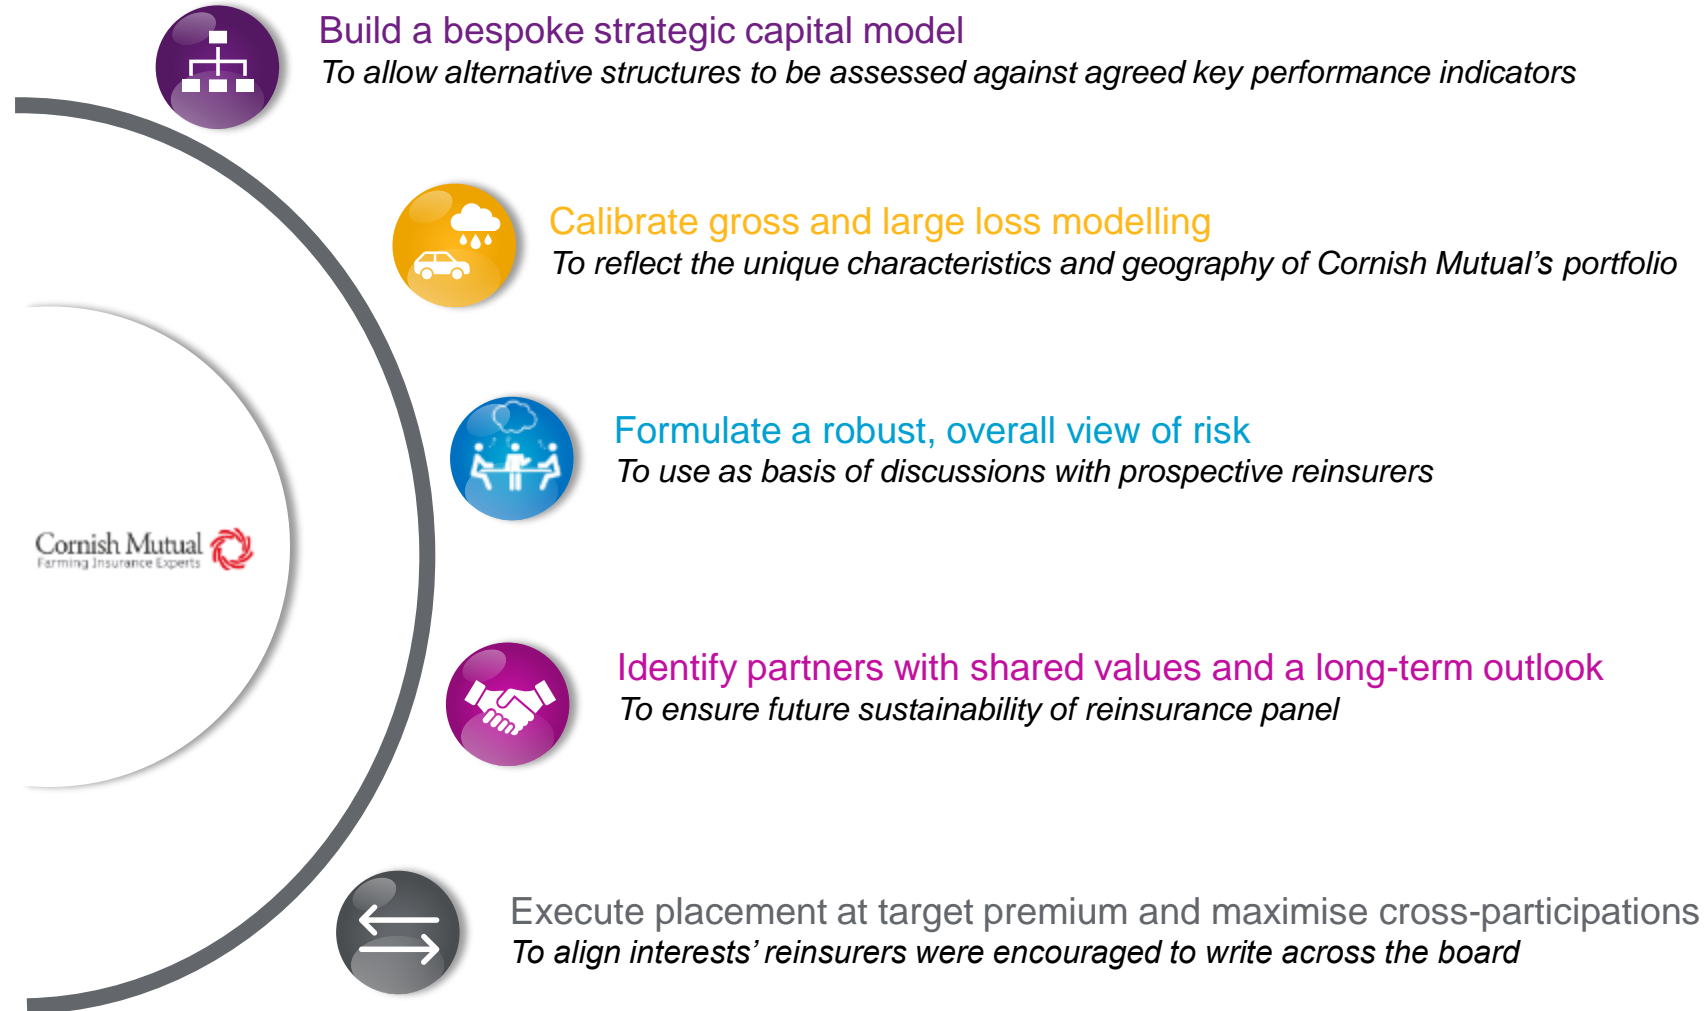 Build a bespoke strategic capital model
To allow alternative structures to be assessed against agreed key performance indicators
Calibrate gross and large loss modelling
To reflect the unique characteristics and geography of Cornish Mutual’s portfolio
Formulate a robust, overall view of risk
To use as basis of discussions with prospective reinsurers
Cornish Mutual
Farming Insurance Experts
Identify partners with shared values and a long-term outlook
To ensure future sustainability of reinsurance panel
Execute placement at target premium and maximise cross-participations
To align interests’ reinsurers were encouraged to write across the board